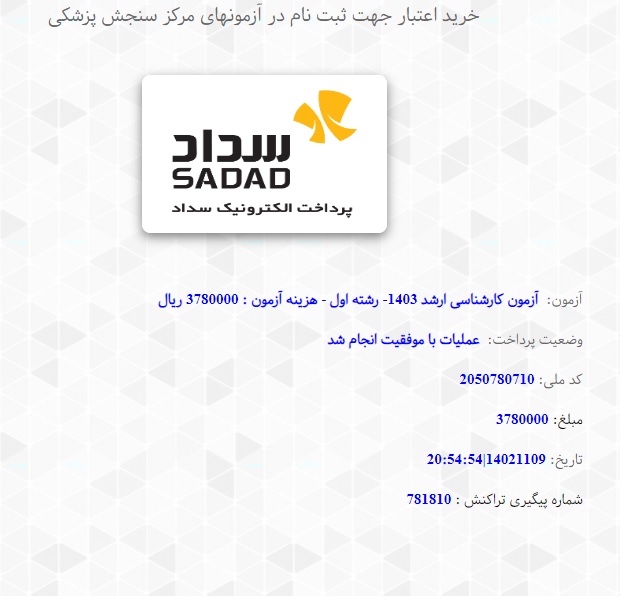 خرید اعتبار جهت ثبت نام در آزمونهای مرکز سنجش پزشکی
سداد
SADAD
پرداخت الکترونیک سداد
آزمون: آزمون کارشناسی ارشد 1403- رشته اول - هزینه آزمون : 3780000 ریال
وضعیت پرداخت: عملیات با موفقیت انجام شد
کد ملی: 2050780710
مبلغ: 3780000
تاریخ: 14021109|20:54:54
شماره پیگیری تراکنش : 781810